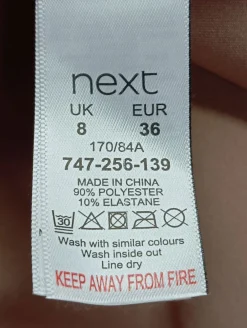 next
UK EUR
8 36
170/84A
747-256-139
MADE IN CHINA
90% POLYESTER
10% ELASTANE
30
Wash with similar colours
Wash inside out
Line dry
KEEP AWAY FROM FIRE